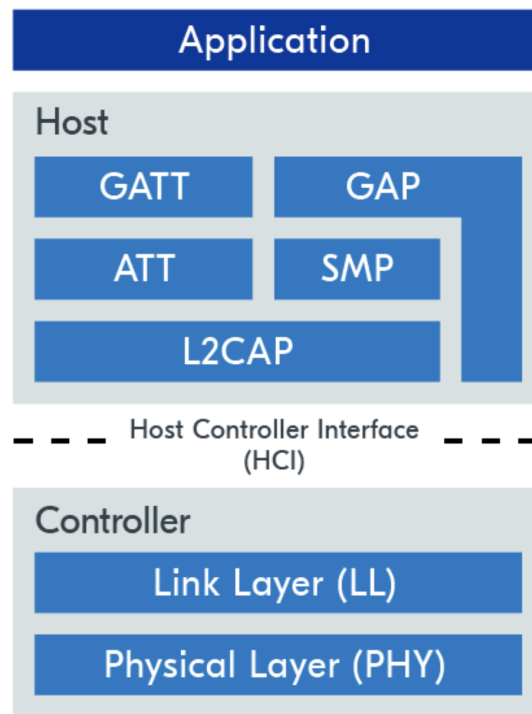 Application
Host
GATT
GAP
ATT
SMP
L2CAP
Host Controller Interface
(HCI)
Controller
Link Layer (LL)
Physical Layer (PHY)